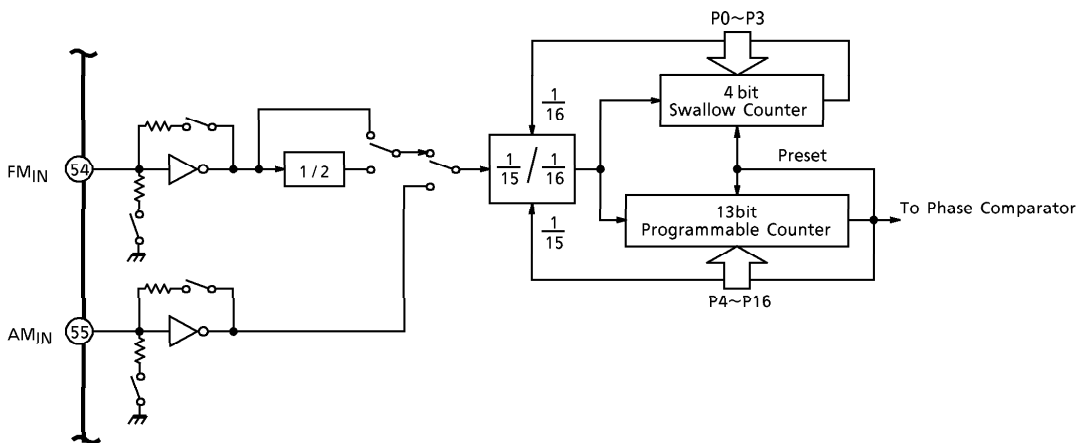 P0~P3
4 bit
Swallow Counter
1
16
FMIN
54
1/2
1
15
/
1
16
Preset
13bit
Programmable Counter
To Phase Comparator
1
15
P4~P16
AMIN
55